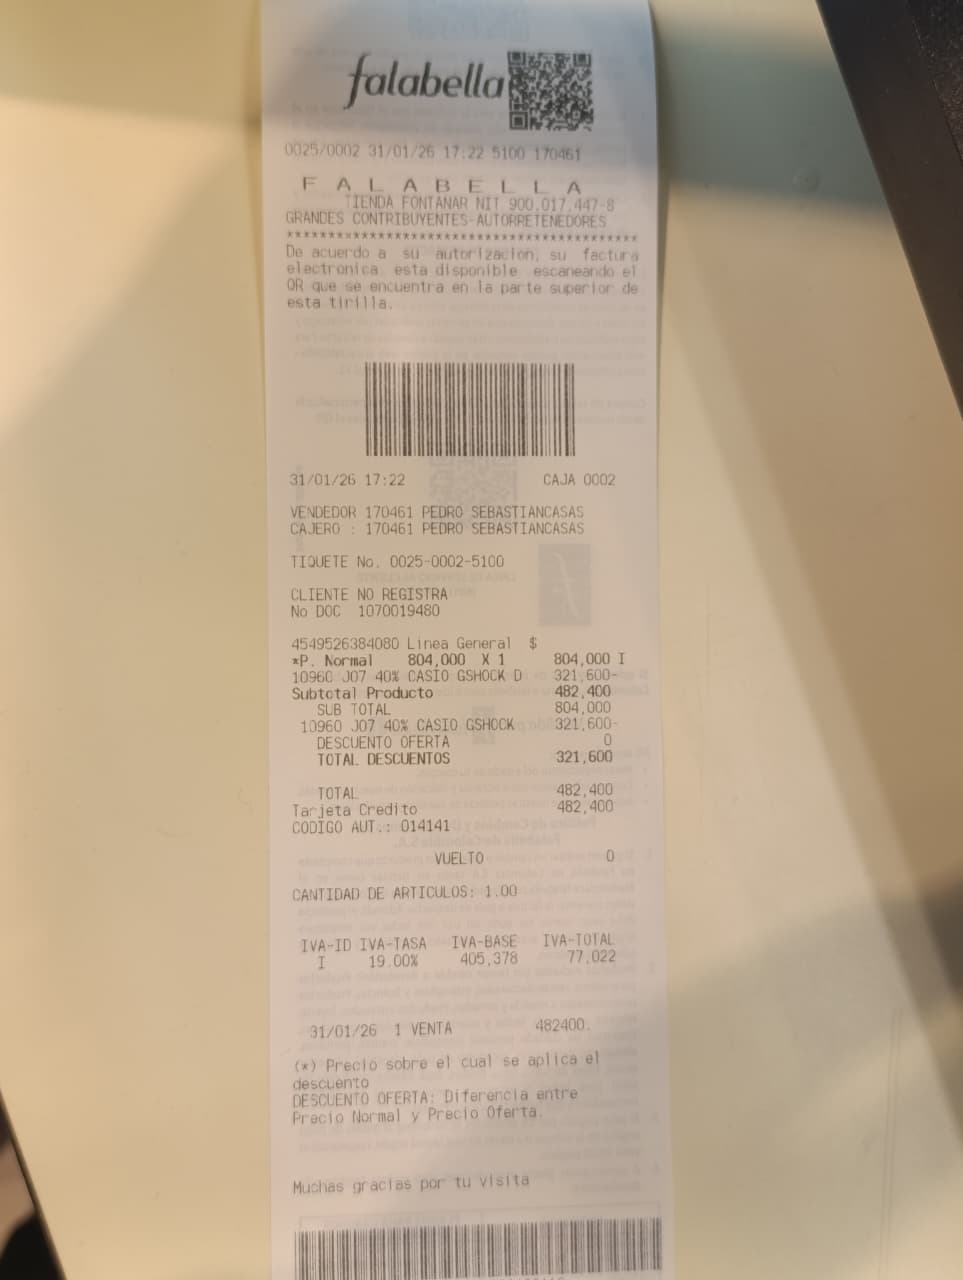 falabella
0025/0002 31/01/26 17:22 5100 170461
F A L A B E L L A
TIENDA FONTANAR NIT 900.017.447-8
GRANDES CONTRIBUYENTES-AUTORRETENEDORES
******************************************
De acuerdo a su autorizacion, su factura
electronica esta disponible escaneando el
QR que se encuentra en la parte superior de
esta tirilla.
31/01/26 17:22 CAJA 0002
VENDEDOR 170461 PEDRO SEBASTIANCASAS
CAJERO : 170461 PEDRO SEBASTIANCASAS
TIQUETE No. 0025-0002-5100
CLIENTE NO REGISTRA
No DOC 1070019480
4549526384080 Linea General $
*P. Normal 804,000 X 1 804,000 I
10960 J07 40% CASIO GSHOCK D 321,600-
Subtotal Producto 482,400
SUB TOTAL 804,000
10960 J07 40% CASIO GSHOCK 321,600-
DESCUENTO OFERTA 0
TOTAL DESCUENTOS 321,600
TOTAL 482,400
Tarjeta Credito 482,400
CODIGO AUT.: 014141
VUELTO 0
CANTIDAD DE ARTICULOS: 1.00
IVA-ID IVA-TASA IVA-BASE IVA-TOTAL
I 19.00% 405,378 77,022
31/01/26 1 VENTA 482400.
(*) Precio sobre el cual se aplica el
descuento
DESCUENTO OFERTA: Diferencia entre
Precio Normal y Precio Oferta.
Muchas gracias por tu visita